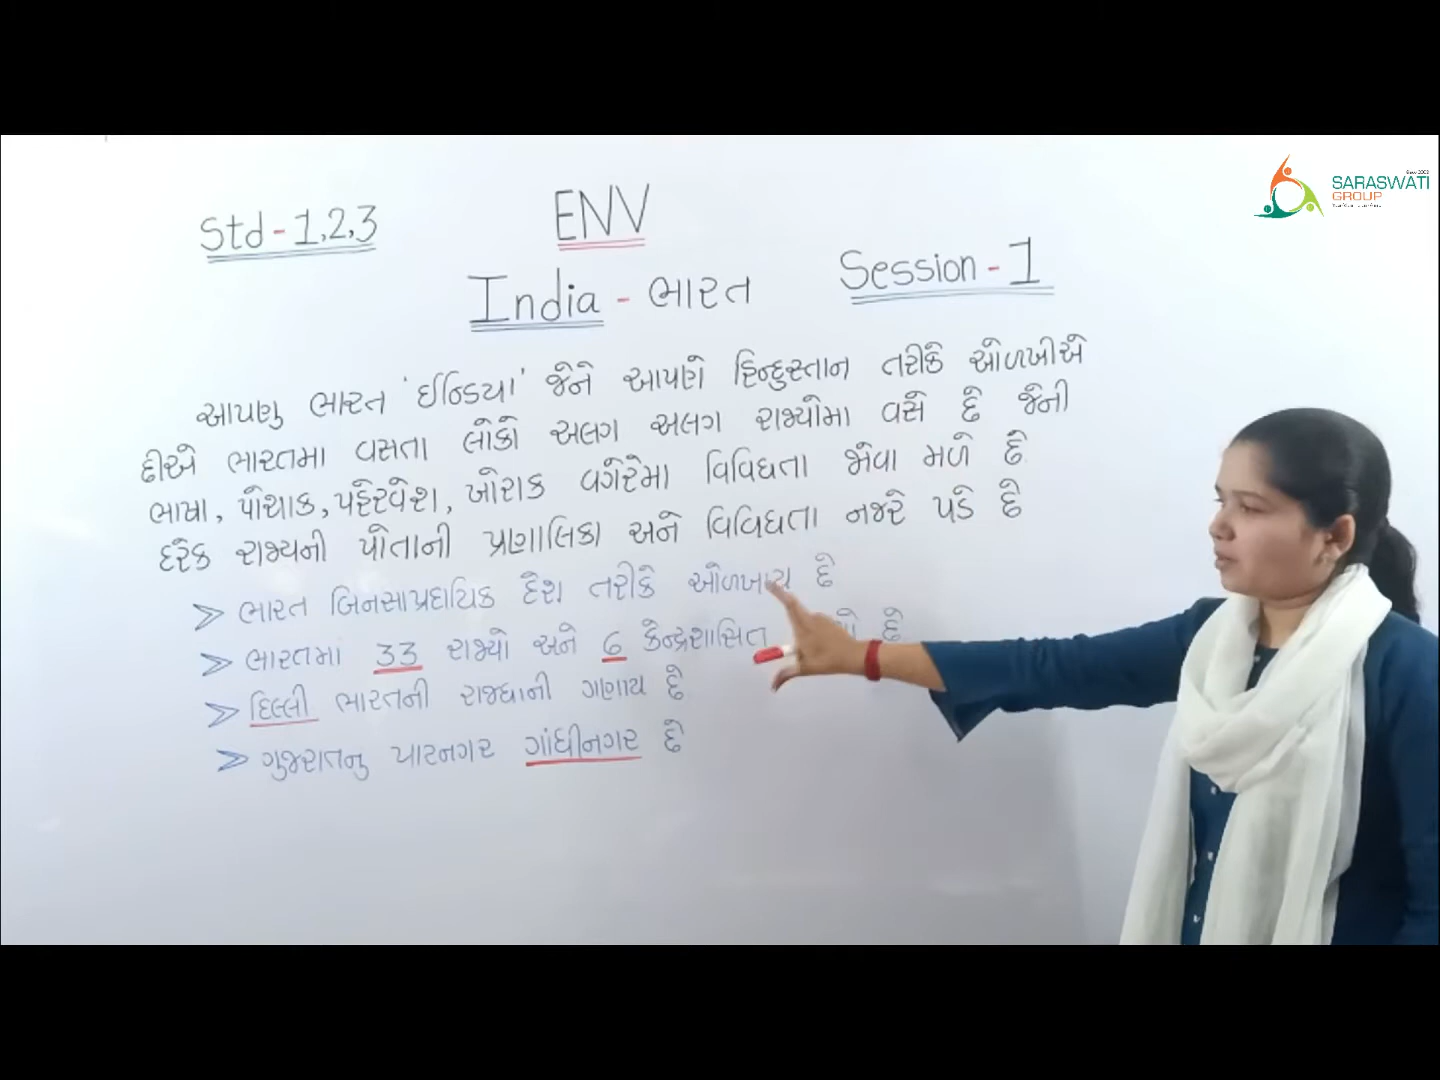 Std-1,2,3
ENV
India - ભારત
Session-1
આપણુ ભારત 'ઈન્ડિયા' જેને આપણે હિન્દુસ્તાન તરીકે ઓળખીએ
છીએ ભારતમા વસતા લોકો અલગ અલગ રાજ્યોમા વસે છે જેની
ભાષા, પોષાક, પહેરવેશ, ખોરાક વગેરેમા વિવિધતા જોવા મળે છે
દરેક રાજ્યની પોતાની પ્રણાલિકા અને વિવિધતા નજરે પડે છે
➢ ભારત બિનસાપ્રદાયિક દેશ તરીકે ઓળખાય છે
➢ ભારતમાં 33 રાજ્યો અને 6 કેન્દ્રશાસિત છે
➢ દિલ્લી ભારતની રાજધાની ગણાય છે
➢ ગુજરાતનુ પાટનગર ગાંધીનગર છે
SARASWATI
GROUP